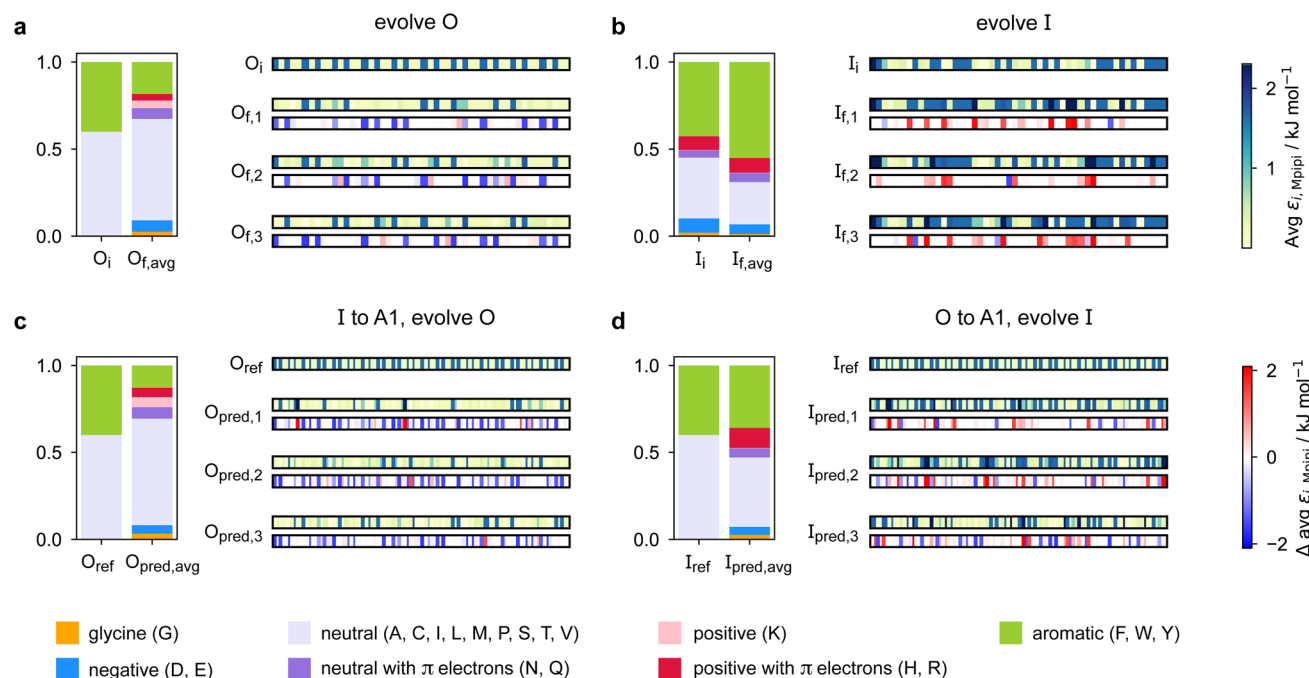 a
evolve O
1.0
0.5
0.0
O_i
O_f,avg
O_i
O_f,1
O_f,2
O_f,3
b
evolve I
1.0
0.5
0.0
I_i
I_f,avg
I_i
I_f,1
I_f,2
I_f,3
2
1
Avg ε_i, Mpipi / kJ mol⁻¹
c
I to A1, evolve O
1.0
0.5
0.0
O_ref
O_pred,avg
O_ref
O_pred,1
O_pred,2
O_pred,3
d
O to A1, evolve I
1.0
0.5
0.0
I_ref
I_pred,avg
I_ref
I_pred,1
I_pred,2
I_pred,3
2
0
−2
Δ avg ε_i, Mpipi / kJ mol⁻¹
glycine (G)
neutral (A, C, I, L, M, P, S, T, V)
positive (K)
aromatic (F, W, Y)
negative (D, E)
neutral with π electrons (N, Q)
positive with π electrons (H, R)